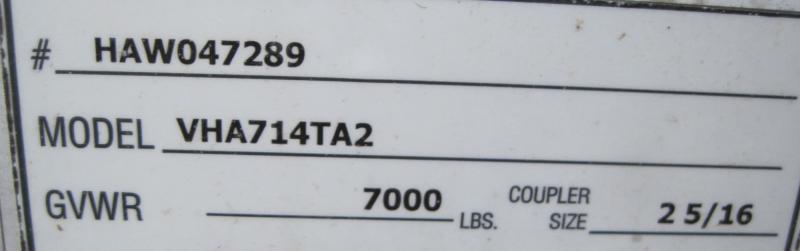 # HAW047289
MODEL VHA714TA2
GVWR 7000 LBS. COUPLER SIZE 2 5/16